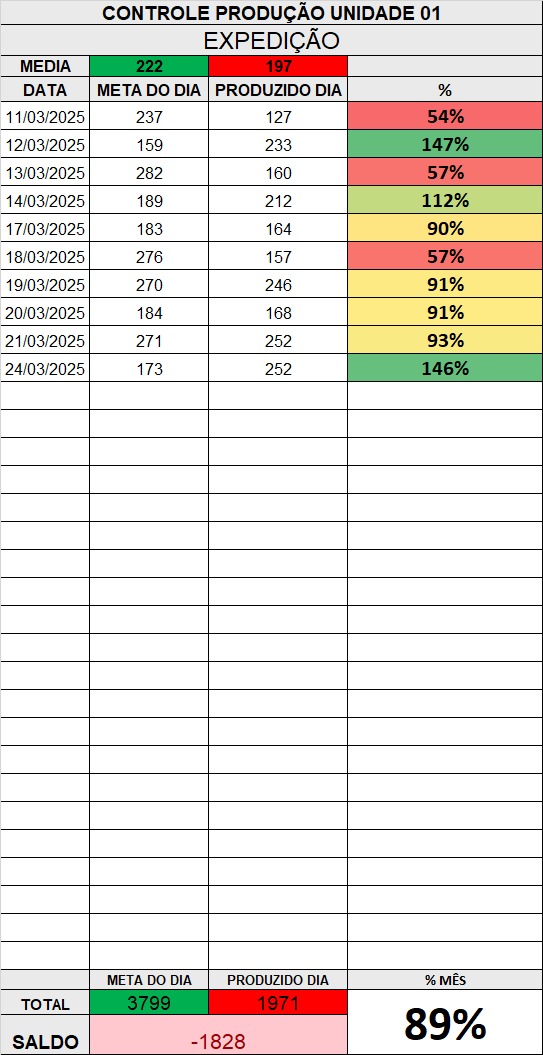 CONTROLE PRODUÇÃO UNIDADE 01
EXPEDIÇÃO
MEDIA 222 197
DATA META DO DIA PRODUZIDO DIA %
11/03/2025 237 127 54%
12/03/2025 159 233 147%
13/03/2025 282 160 57%
14/03/2025 189 212 112%
17/03/2025 183 164 90%
18/03/2025 276 157 57%
19/03/2025 270 246 91%
20/03/2025 184 168 91%
21/03/2025 271 252 93%
24/03/2025 173 252 146%
META DO DIA PRODUZIDO DIA % MÊS
TOTAL 3799 1971 89%
SALDO -1828